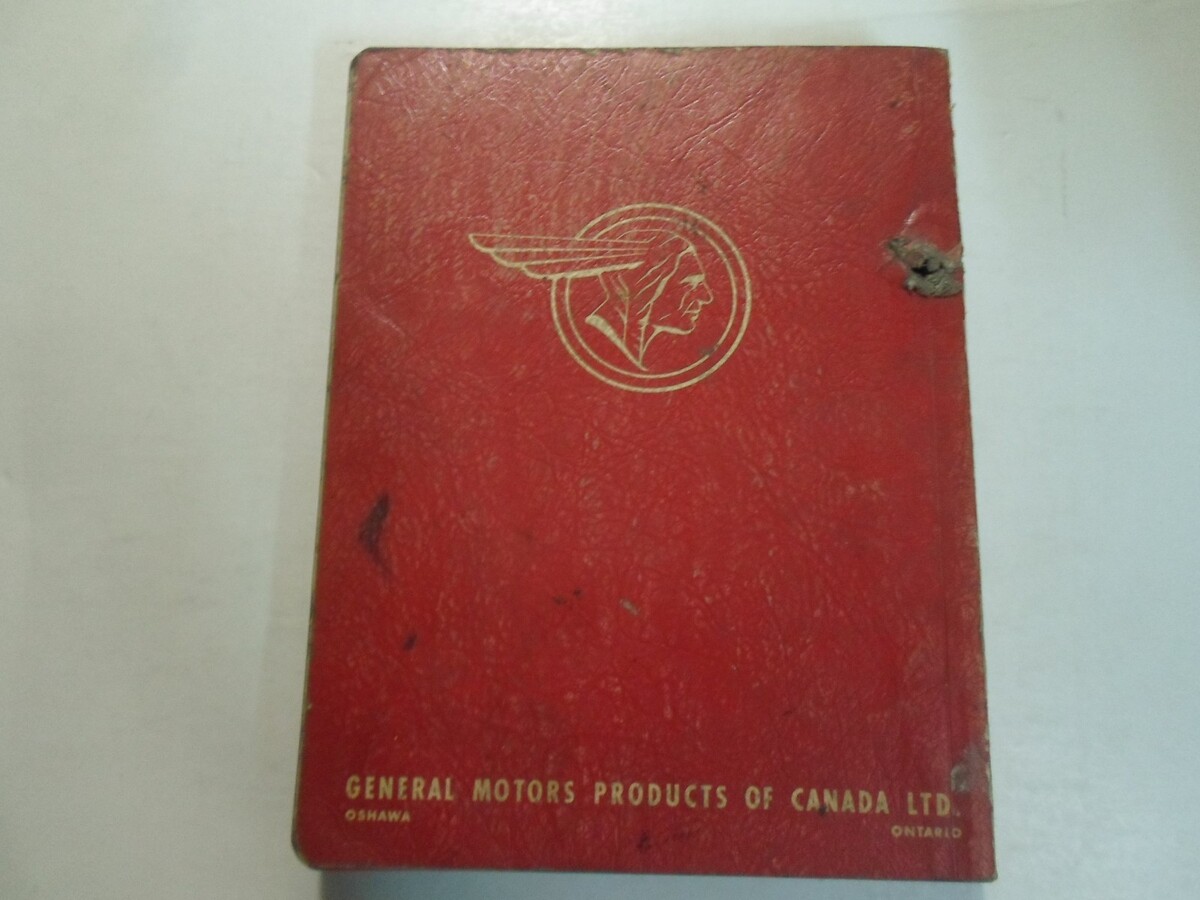 GENERAL MOTORS PRODUCTS OF CANADA LTD.
OSHAWA ONTARIO